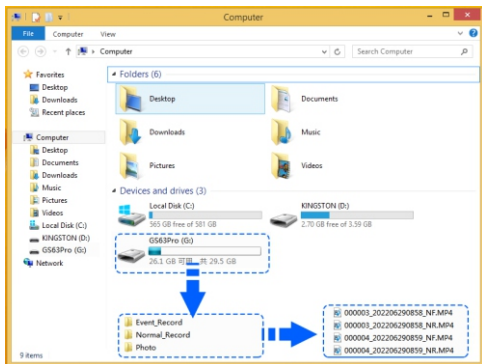 Computer
File Computer View
Computer
Search Computer
Favorites
Desktop
Downloads
Recent places
Computer
Desktop
Documents
Downloads
Music
Pictures
Videos
Local Disk (C:)
KINGSTON (D:)
GS63Pro (G:)
Network
Folders (6)
Desktop
Documents
Downloads
Music
Pictures
Videos
Devices and drives (3)
Local Disk (C:)
565 GB free of 581 GB
KINGSTON (D:)
2.70 GB free of 3.59 GB
GS63Pro (G:)
26.1 GB 可用, 共 29.5 GB
Event_Record
Normal_Record
Photo
000003_202206290858_NF.MP4
000003_202206290858_NR.MP4
000004_202206290859_NF.MP4
000004_202206290859_NR.MP4
9 items